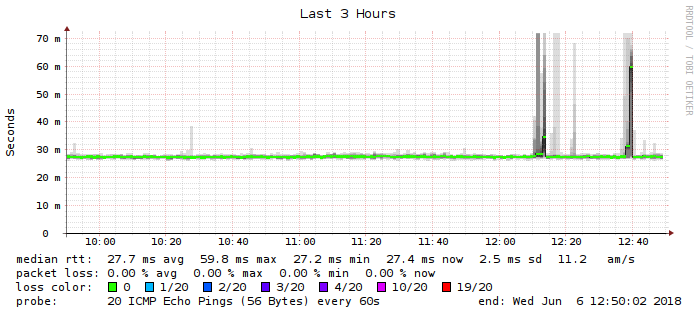 Last 3 Hours
RRDTOOL / TOBI OETIKER
Seconds
70 m
60 m
50 m
40 m
30 m
20 m
10 m
0
10:00 10:20 10:40 11:00 11:20 11:40 12:00 12:20 12:40
median rtt: 27.7 ms avg 59.8 ms max 27.2 ms min 27.4 ms now 2.5 ms sd 11.2 am/s
packet loss: 0.00 % avg 0.00 % max 0.00 % min 0.00 % now
loss color: 0 1/20 2/20 3/20 4/20 10/20 19/20
probe: 20 ICMP Echo Pings (56 Bytes) every 60s end: Wed Jun 6 12:50:02 2018